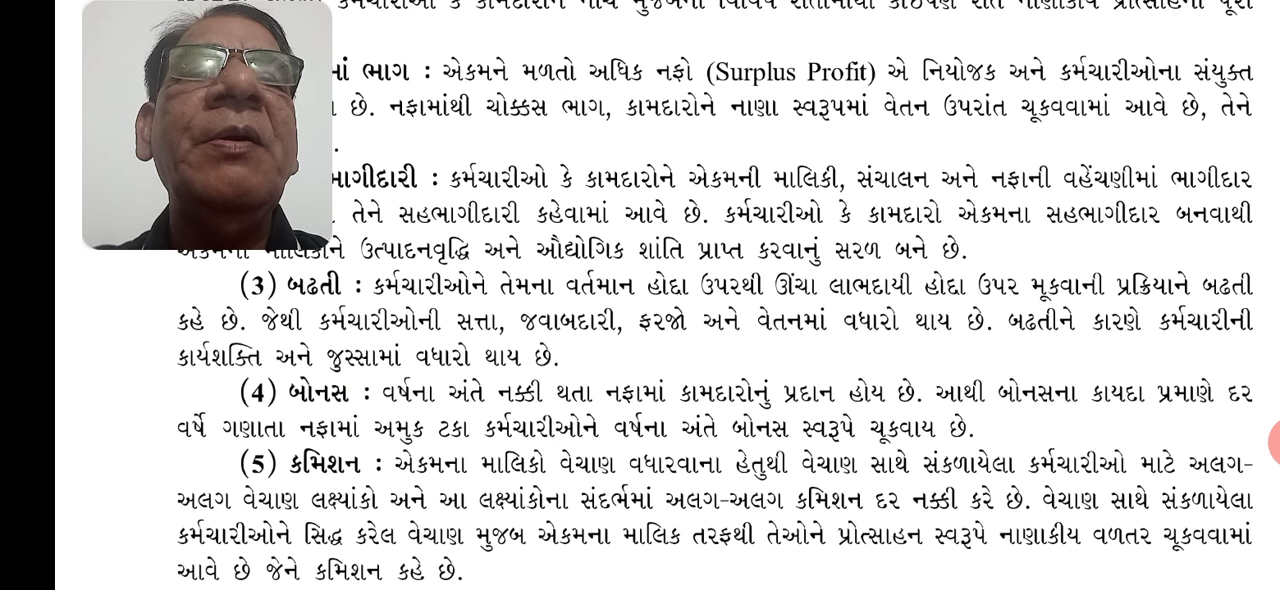 માં ભાગ : એકમને મળતો અધિક નફો (Surplus Profit) એ નિયોજક અને કર્મચારીઓના સંયુક્ત
છે. નફામાંથી ચોક્કસ ભાગ, કામદારોને નાણા સ્વરૂપમાં વેતન ઉપરાંત ચૂકવવામાં આવે છે, તેને
ભાગીદારી : કર્મચારીઓ કે કામદારોને એકમની માલિકી, સંચાલન અને નફાની વહેંચણીમાં ભાગીદાર
તેને સહભાગીદારી કહેવામાં આવે છે. કર્મચારીઓ કે કામદારો એકમના સહભાગીદાર બનવાથી
ઉત્પાદનવૃદ્ધિ અને ઔદ્યોગિક શાંતિ પ્રાપ્ત કરવાનું સરળ બને છે.
(3) બઢતી : કર્મચારીઓને તેમના વર્તમાન હોદ્દા ઉપરથી ઊંચા લાભદાયી હોદ્દા ઉપર મૂકવાની પ્રક્રિયાને બઢતી
કહે છે. જેથી કર્મચારીઓની સત્તા, જવાબદારી, ફરજો અને વેતનમાં વધારો થાય છે. બઢતીને કારણે કર્મચારીની
કાર્યશક્તિ અને જુસ્સામાં વધારો થાય છે.
(4) બોનસ : વર્ષના અંતે નક્કી થતા નફામાં કામદારોનું પ્રદાન હોય છે. આથી બોનસના કાયદા પ્રમાણે દર
વર્ષે ગણાતા નફામાં અમુક ટકા કર્મચારીઓને વર્ષના અંતે બોનસ સ્વરૂપે ચૂકવાય છે.
(5) કમિશન : એકમના માલિકો વેચાણ વધારવાના હેતુથી વેચાણ સાથે સંકળાયેલા કર્મચારીઓ માટે અલગ-
અલગ વેચાણ લક્ષ્યાંકો અને આ લક્ષ્યાંકોના સંદર્ભમાં અલગ-અલગ કમિશન દર નક્કી કરે છે. વેચાણ સાથે સંકળાયેલા
કર્મચારીઓને સિદ્ધ કરેલ વેચાણ મુજબ એકમના માલિક તરફથી તેઓને પ્રોત્સાહન સ્વરૂપે નાણાકીય વળતર ચૂકવવામાં
આવે છે જેને કમિશન કહે છે.